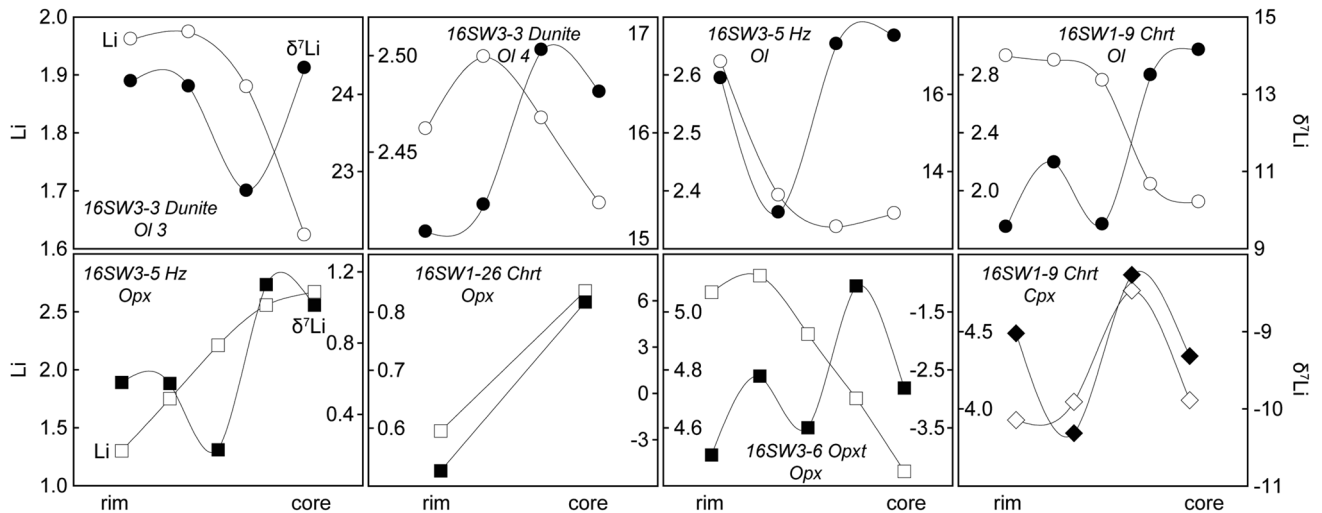 2.0
1.9
1.8
1.7
1.6
Li
Li
δ⁷Li
16SW3-3 Dunite
Ol 3
24
23
16SW3-3 Dunite
Ol 4
2.50
2.45
17
16
15
16SW3-5 Hz
Ol
2.6
2.5
2.4
16
14
16SW1-9 Chrt
Ol
2.8
2.4
2.0
15
13
11
9
δ⁷Li
16SW3-5 Hz
Opx
2.5
2.0
1.5
1.0
Li
Li
δ⁷Li
1.2
0.8
0.4
rim
core
16SW1-26 Chrt
Opx
0.8
0.7
0.6
rim
core
6
3
0
-3
5.0
4.8
4.6
16SW3-6 Opxt
Opx
rim
core
-1.5
-2.5
-3.5
16SW1-9 Chrt
Cpx
4.5
4.0
rim
core
-9
-10
-11
δ⁷Li